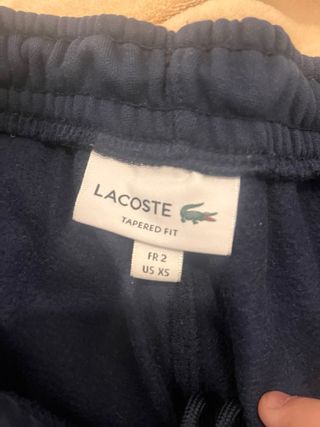 LACOSTE
TAPERED FIT
FR 2
US XS